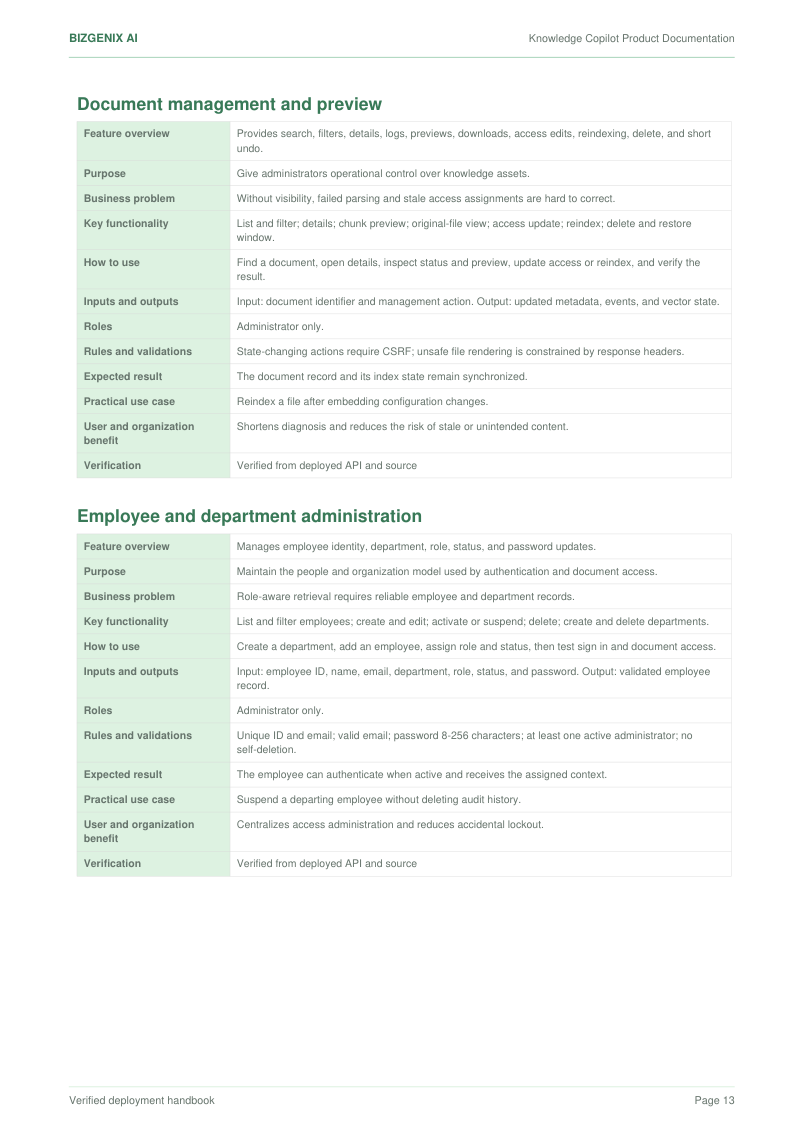 BIZGENIX AI
Knowledge Copilot Product Documentation
Document management and preview
Feature overview
Provides search, filters, details, logs, previews, downloads, access edits, reindexing, delete, and short
undo.
Purpose
Give administrators operational control over knowledge assets.
Business problem
Without visibility, failed parsing and stale access assignments are hard to correct.
Key functionality
List and filter; details; chunk preview; original-file view; access update; reindex; delete and restore
window.
How to use
Find a document, open details, inspect status and preview, update access or reindex, and verify the
result.
Inputs and outputs
Input: document identifier and management action. Output: updated metadata, events, and vector state.
Roles
Administrator only.
Rules and validations
State-changing actions require CSRF; unsafe file rendering is constrained by response headers.
Expected result
The document record and its index state remain synchronized.
Practical use case
Reindex a file after embedding configuration changes.
User and organization
benefit
Shortens diagnosis and reduces the risk of stale or unintended content.
Verification
Verified from deployed API and source
Employee and department administration
Feature overview
Manages employee identity, department, role, status, and password updates.
Purpose
Maintain the people and organization model used by authentication and document access.
Business problem
Role-aware retrieval requires reliable employee and department records.
Key functionality
List and filter employees; create and edit; activate or suspend; delete; create and delete departments.
How to use
Create a department, add an employee, assign role and status, then test sign in and document access.
Inputs and outputs
Input: employee ID, name, email, department, role, status, and password. Output: validated employee
record.
Roles
Administrator only.
Rules and validations
Unique ID and email; valid email; password 8-256 characters; at least one active administrator; no
self-deletion.
Expected result
The employee can authenticate when active and receives the assigned context.
Practical use case
Suspend a departing employee without deleting audit history.
User and organization
benefit
Centralizes access administration and reduces accidental lockout.
Verification
Verified from deployed API and source
Verified deployment handbook
Page 13